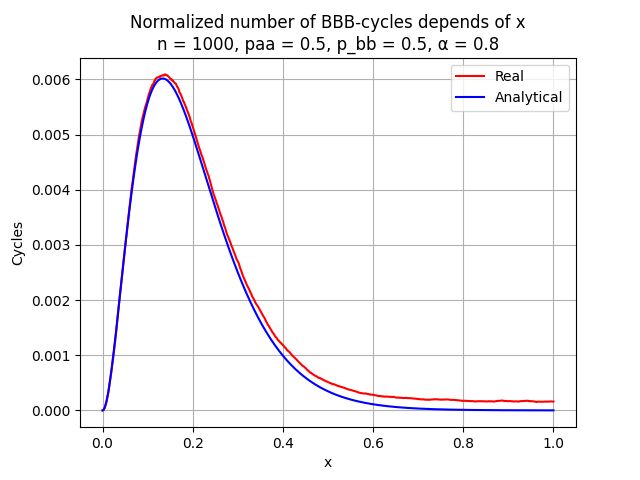 Normalized number of BBB-cycles depends of x
n = 1000, paa = 0.5, p_bb = 0.5, α = 0.8
Real
Analytical
Cycles
0.006
0.005
0.004
0.003
0.002
0.001
0.000
0.0
0.2
0.4
0.6
0.8
1.0
x